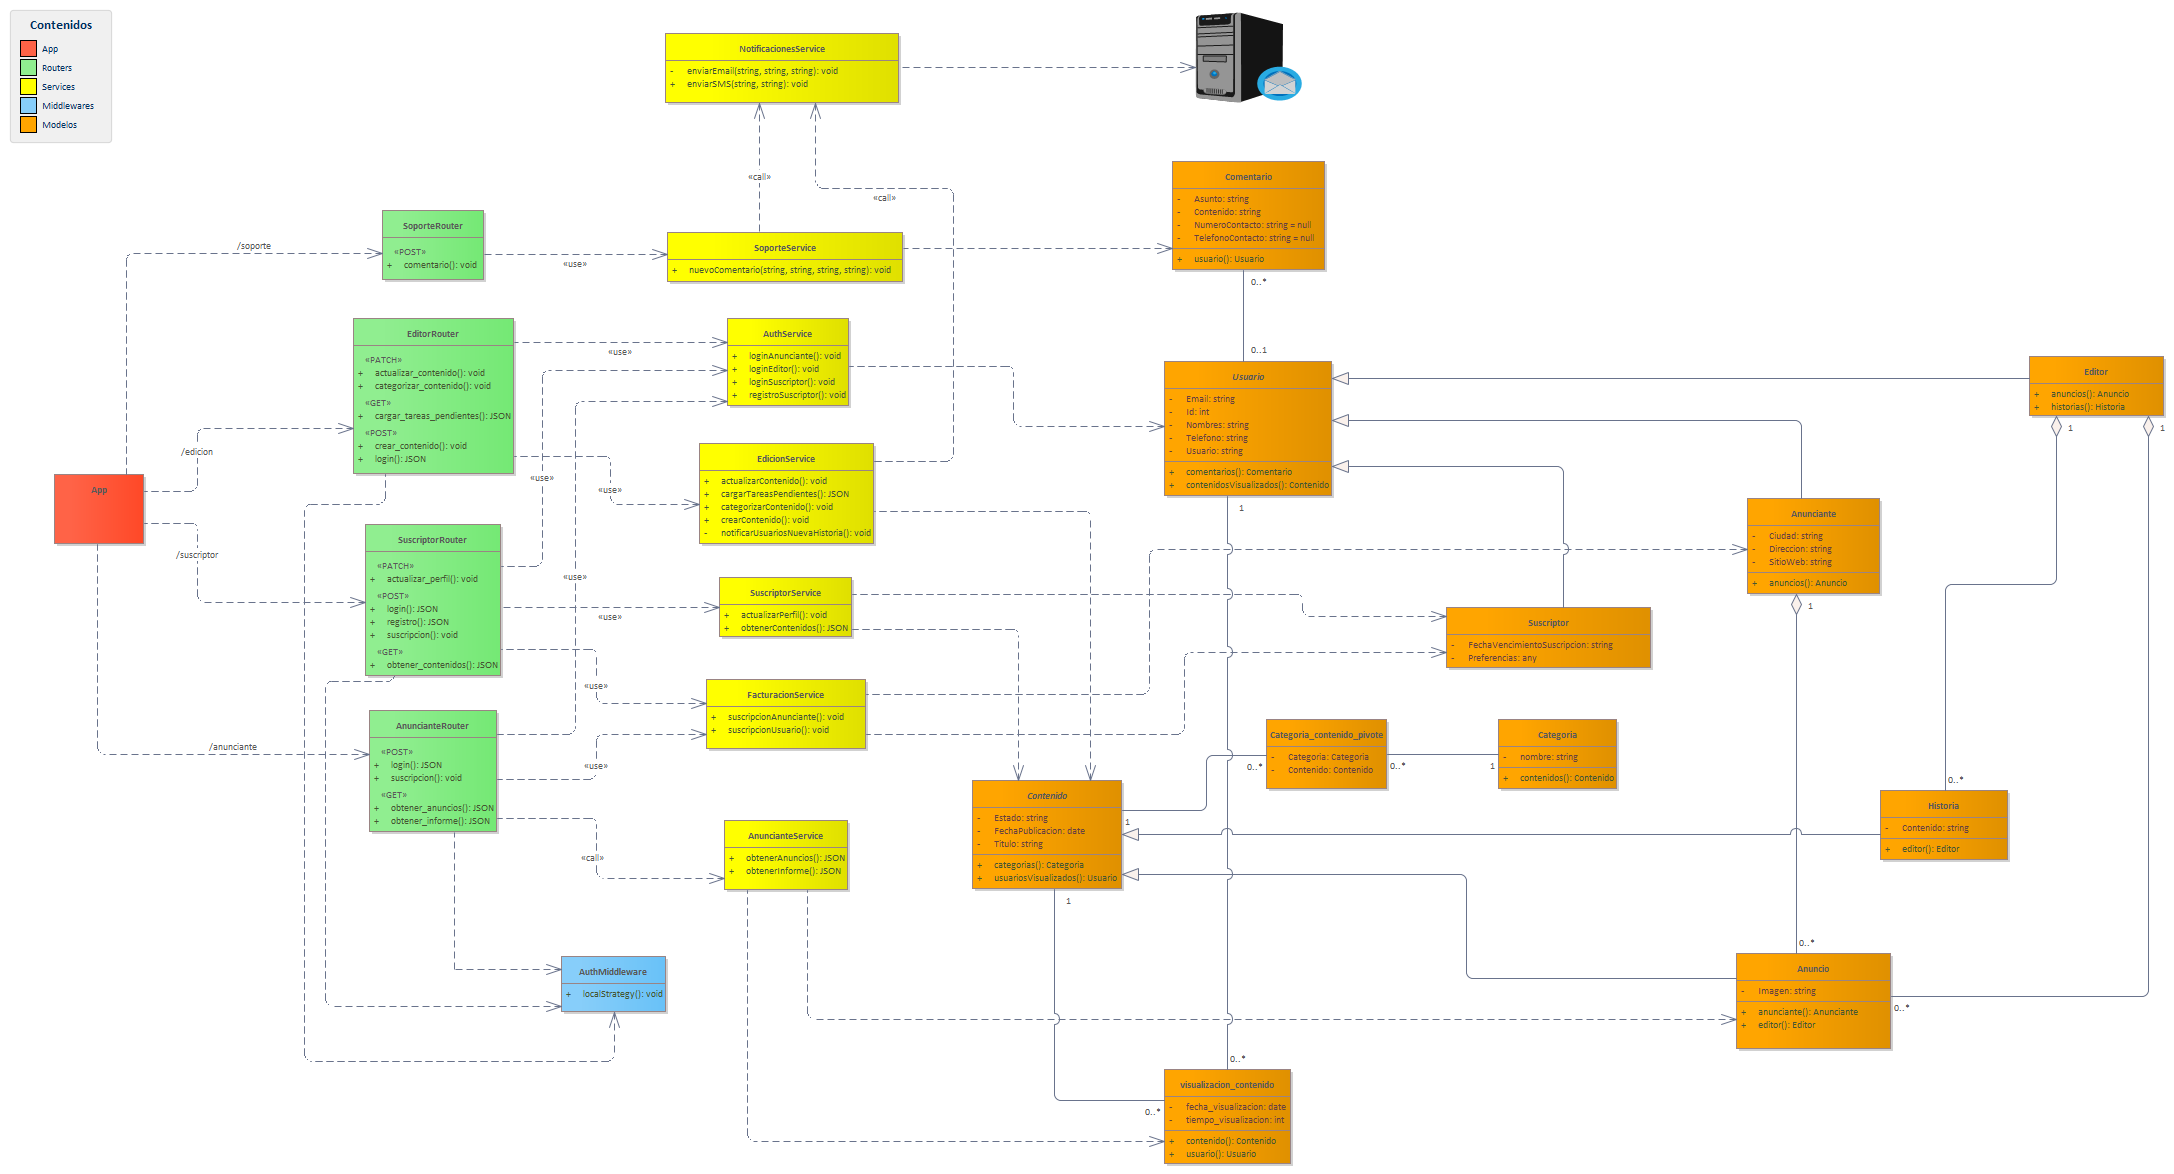 Contenidos
App
Routers
Services
Middlewares
Modelos
NotificacionesService
- enviarEmail(string, string, string): void
+ enviarSMS(string, string): void
«call»
«call»
Comentario
- Asunto: string
- Contenido: string
- NumeroContacto: string = null
- TelefonoContacto: string = null
+ usuario(): Usuario
0..*
0..1
SoporteRouter
«POST»
+ comentario(): void
/soporte
«use»
SoporteService
+ nuevoComentario(string, string, string, string): void
EditorRouter
«PATCH»
+ actualizar_contenido(): void
+ categorizar_contenido(): void
«GET»
+ cargar_tareas_pendientes(): JSON
«POST»
+ crear_contenido(): void
+ login(): JSON
«use»
AuthService
+ loginAnunciante(): void
+ loginEditor(): void
+ loginSuscriptor(): void
+ registroSuscriptor(): void
Usuario
- Email: string
- Id: int
- Nombres: string
- Telefono: string
- Usuario: string
+ comentarios(): Comentario
+ contenidosVisualizados(): Contenido
1
Editor
+ anuncios(): Anuncio
+ historias(): Historia
1
1
/edicion
App
«use»
«use»
EdicionService
+ actualizarContenido(): void
+ cargarTareasPendientes(): JSON
+ categorizarContenido(): void
+ crearContenido(): void
- notificarUsuariosNuevaHistoria(): void
Anunciante
- Ciudad: string
- Direccion: string
- SitioWeb: string
+ anuncios(): Anuncio
1
/suscriptor
SuscriptorRouter
«PATCH»
+ actualizar_perfil(): void
«POST»
+ login(): JSON
+ registro(): JSON
+ suscripcion(): void
«GET»
+ obtener_contenidos(): JSON
«use»
«use»
SuscriptorService
+ actualizarPerfil(): void
+ obtenerContenidos(): JSON
Suscriptor
- FechaVencimientoSuscripcion: string
- Preferencias: any
«use»
FacturacionService
+ suscripcionAnunciante(): void
+ suscripcionUsuario(): void
«use»
/anunciante
AnuncianteRouter
«POST»
+ login(): JSON
+ suscripcion(): void
«GET»
+ obtener_anuncios(): JSON
+ obtener_informe(): JSON
Categoria_contenido_pivote
- Categoria: Categoria
- Contenido: Contenido
0..*
0..*
1
Categoria
- nombre: string
+ contenidos(): Contenido
Contenido
- Estado: string
- FechaPublicacion: date
- Titulo: string
+ categorias(): Categoria
+ usuariosVisualizados(): Usuario
1
1
0..*
Historia
- Contenido: string
+ editor(): Editor
«call»
AnuncianteService
+ obtenerAnuncios(): JSON
+ obtenerInforme(): JSON
0..*
Anuncio
- Imagen: string
+ anunciante(): Anunciante
+ editor(): Editor
0..*
AuthMiddleware
+ localStrategy(): void
0..*
0..*
visualizacion_contenido
- fecha_visualizacion: date
- tiempo_visualizacion: int
+ contenido(): Contenido
+ usuario(): Usuario